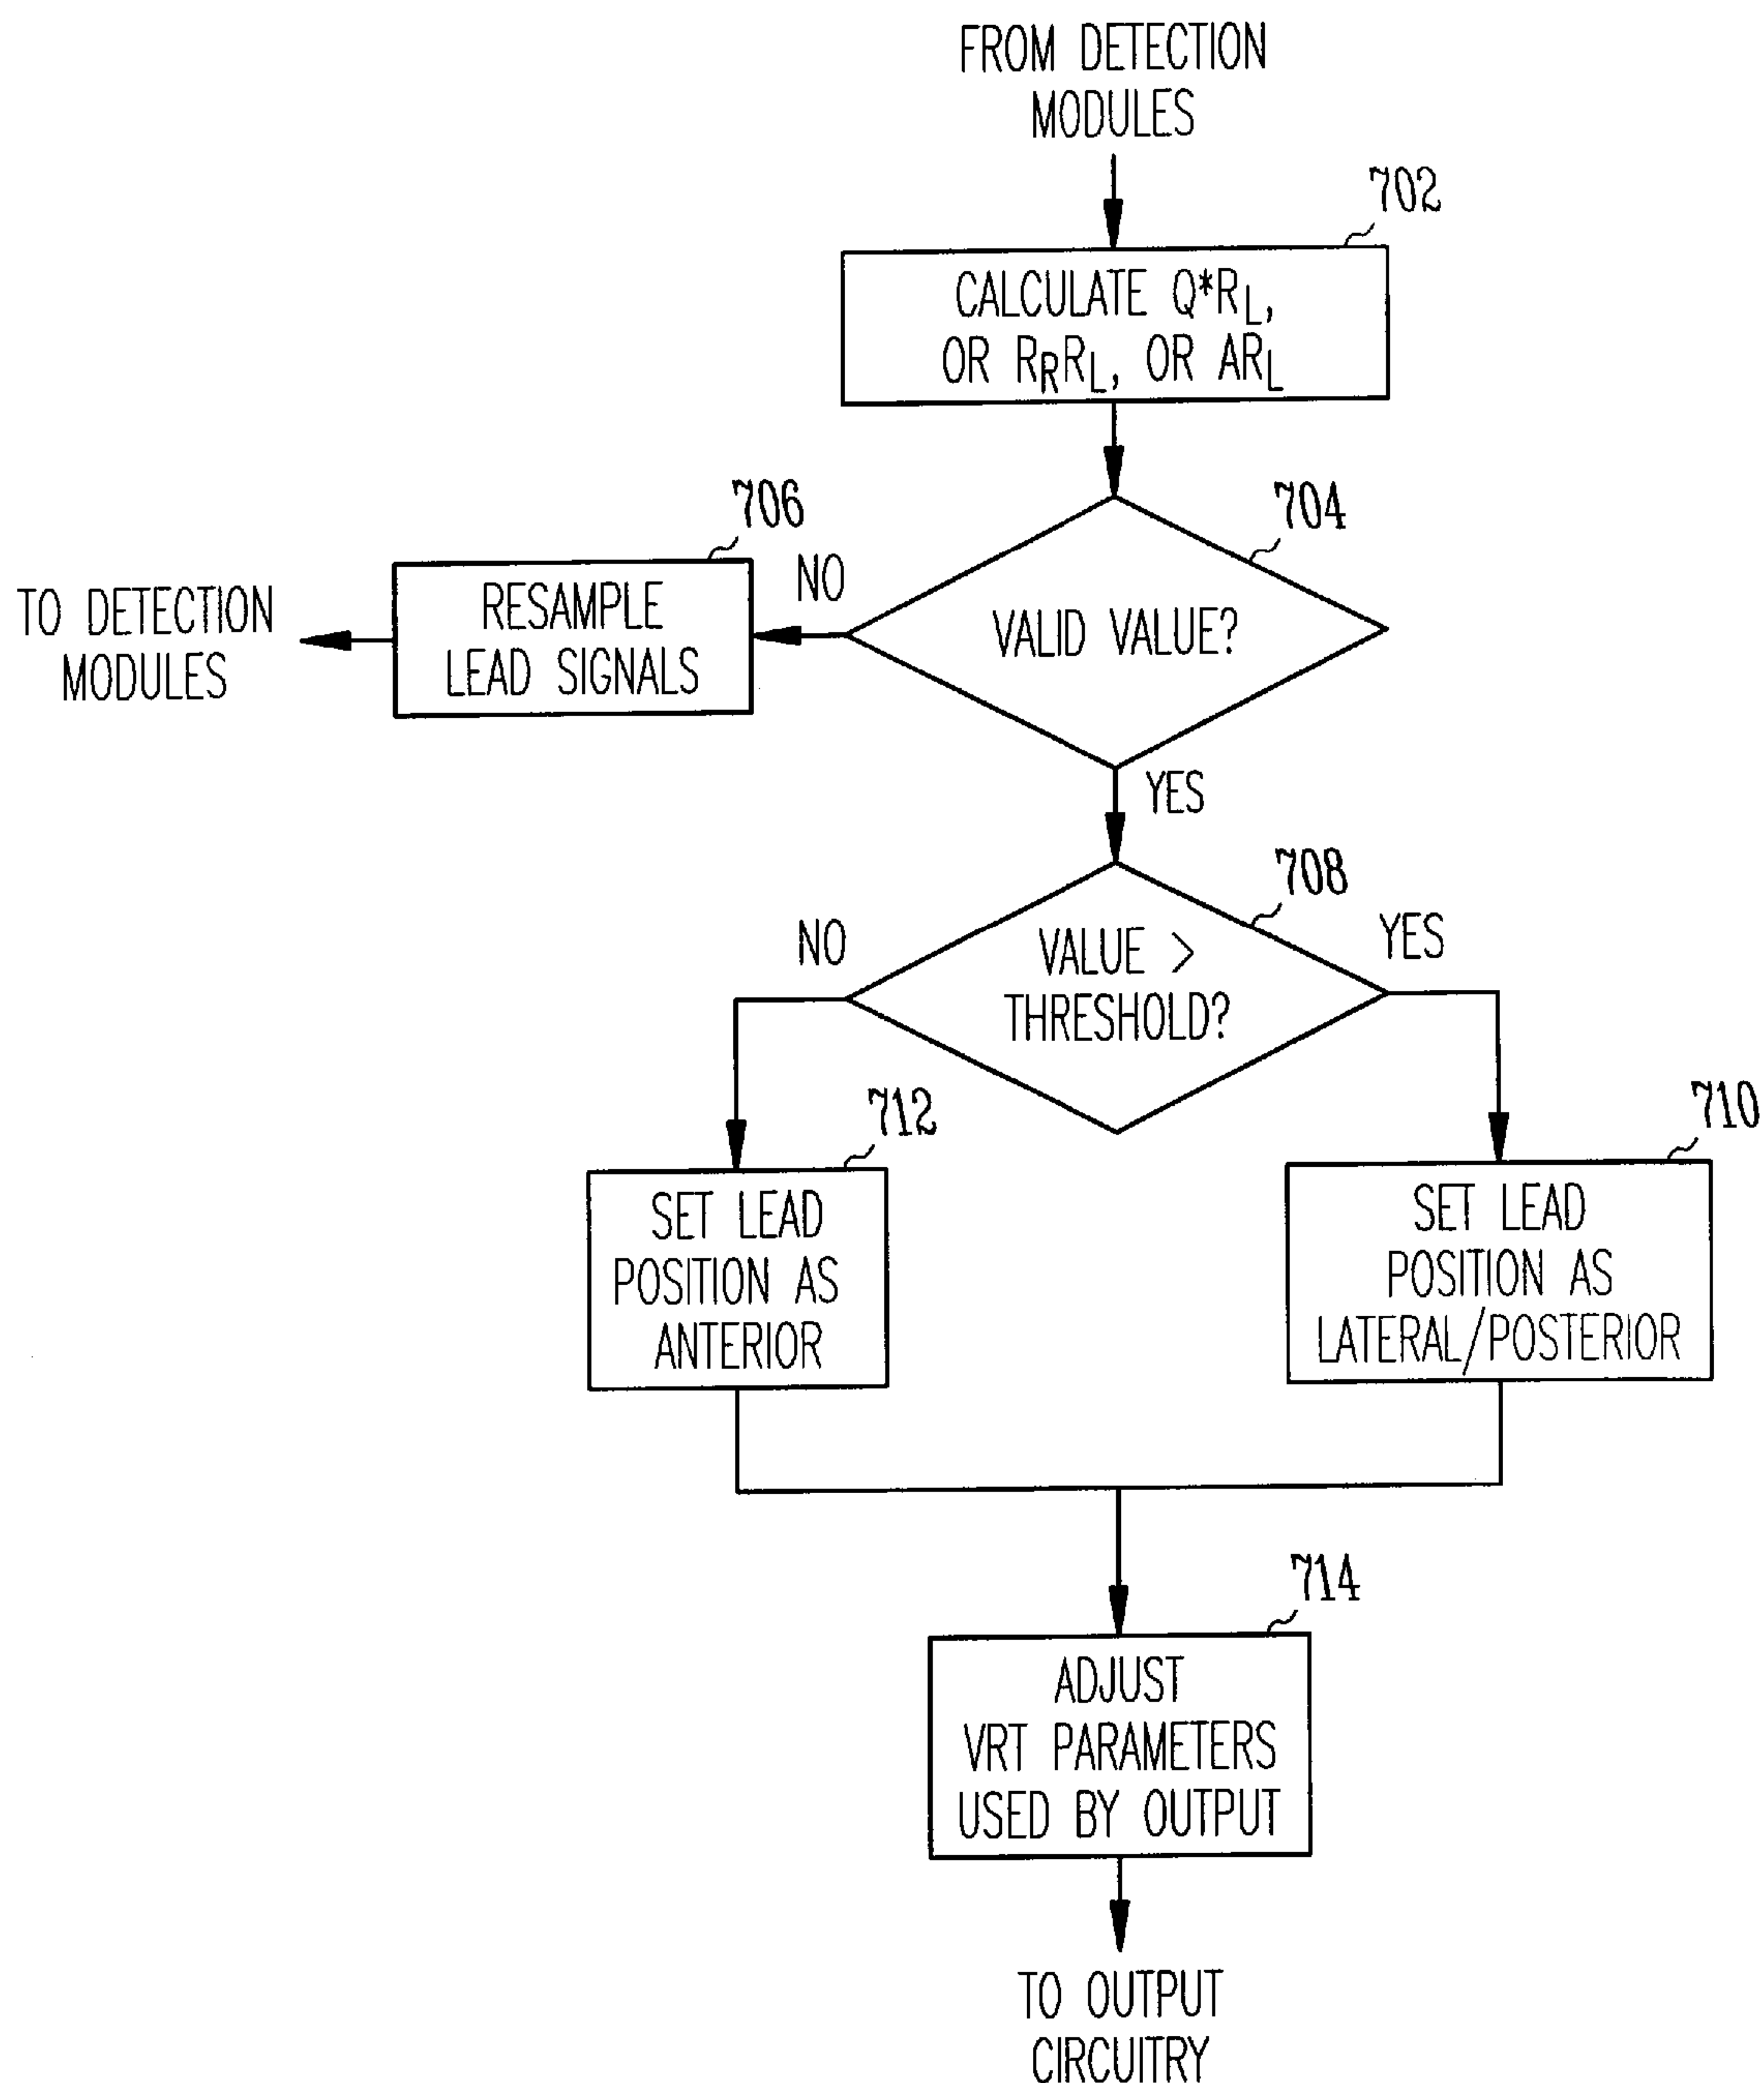 FROM DETECTION
MODULES
702
CALCULATE Q*RL,
OR RRRL, OR ARL
704
VALID VALUE?
NO
706
RESAMPLE
LEAD SIGNALS
TO DETECTION
MODULES
YES
708
VALUE >
THRESHOLD?
NO
YES
712
SET LEAD
POSITION AS
ANTERIOR
710
SET LEAD
POSITION AS
LATERAL/POSTERIOR
714
ADJUST
VRT PARAMETERS
USED BY OUTPUT
TO OUTPUT
CIRCUITRY